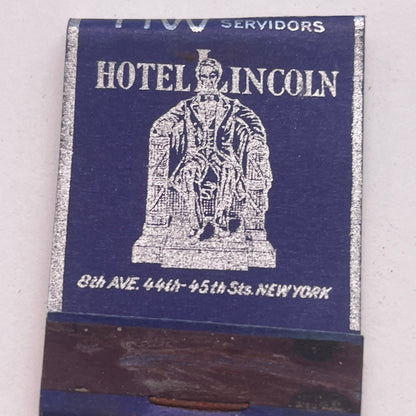 SERVIDORS
HOTEL LINCOLN
8th AVE. 44th-45th Sts. NEW YORK